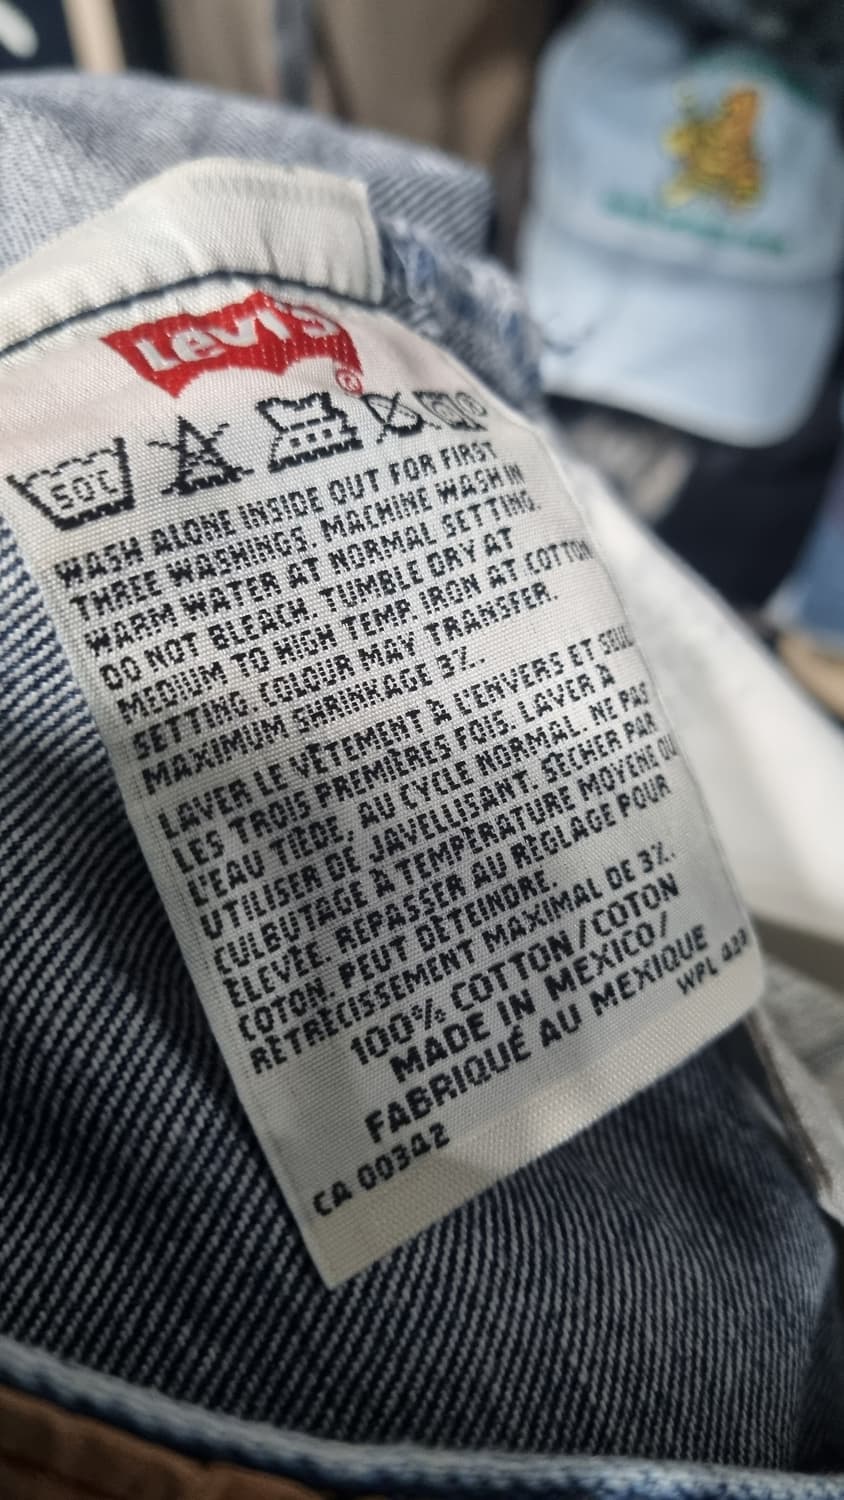 Levi's ®
50C
WASH ALONE INSIDE OUT FOR FIRST
THREE WASHINGS. MACHINE WASH IN
WARM WATER AT NORMAL SETTING.
DO NOT BLEACH. TUMBLE DRY AT
MEDIUM TO HIGH TEMP. IRON AT COTTON
SETTING. COLOUR MAY TRANSFER.
MAXIMUM SHRINKAGE 3%.
LAVER LE VÊTEMENT À L'ENVERS ET SEUL
LES TROIS PREMIÈRES FOIS. LAVER À
L'EAU TIÈDE, AU CYCLE NORMAL. NE PAS
UTILISER DE JAVELLISANT. SÉCHER PAR
CULBUTAGE À TEMPÉRATURE MOYENE OU
ÉLEVÉE. REPASSER AU RÉGLAGE POUR
COTON. PEUT DÉTEINDRE.
RÉTRÉCISSEMENT MAXIMAL DE 3%.
100% COTTON/COTON
MADE IN MEXICO/
FABRIQUÉ AU MEXIQUE
WPL
CA 00342